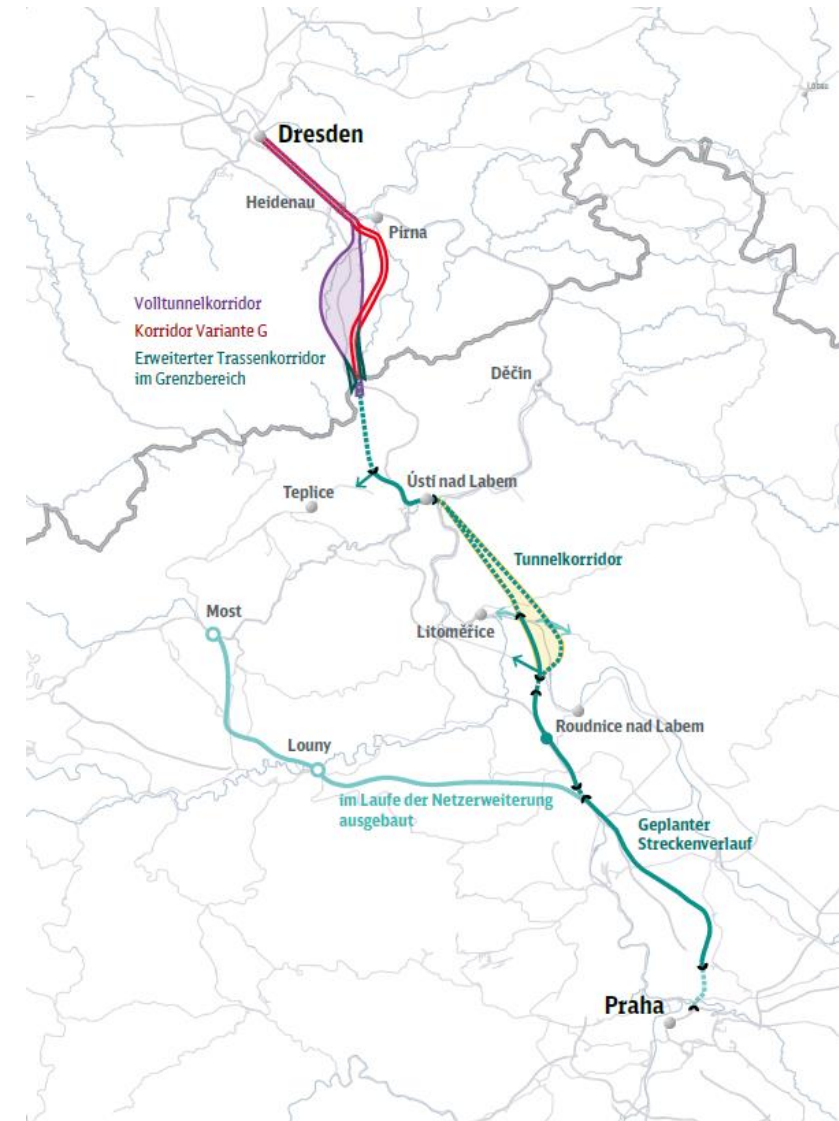 Löbau
Dresden
Heidenau
Pirna
Volltunnelkorridor
Korridor Variante G
Erweiterter Trassenkorridor
im Grenzbereich
Děčín
Ústí nad Labem
Teplice
Tunnelkorridor
Most
Litoměřice
Roudnice nad Labem
Louny
im Laufe der Netzerweiterung
ausgebaut
Geplanter
Streckenverlauf
Praha